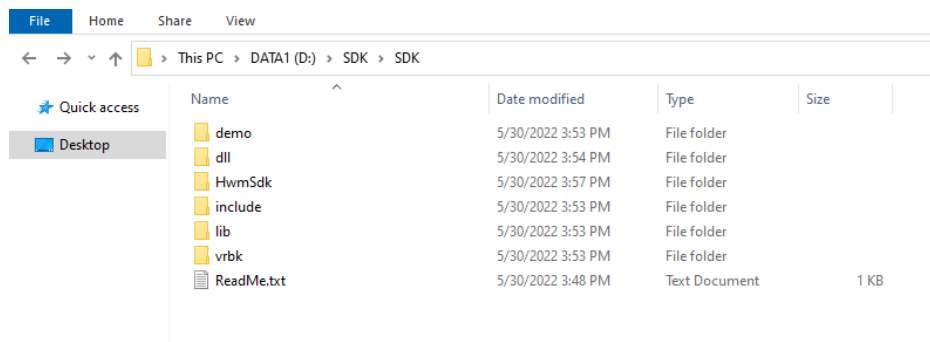 File Home Share View
This PC > DATA1 (D:) > SDK > SDK
Name Date modified Type Size
Quick access
Desktop
demo 5/30/2022 3:53 PM File folder
dll 5/30/2022 3:54 PM File folder
HwmSdk 5/30/2022 3:57 PM File folder
include 5/30/2022 3:53 PM File folder
lib 5/30/2022 3:53 PM File folder
vrbk 5/30/2022 3:53 PM File folder
ReadMe.txt 5/30/2022 3:48 PM Text Document 1 KB